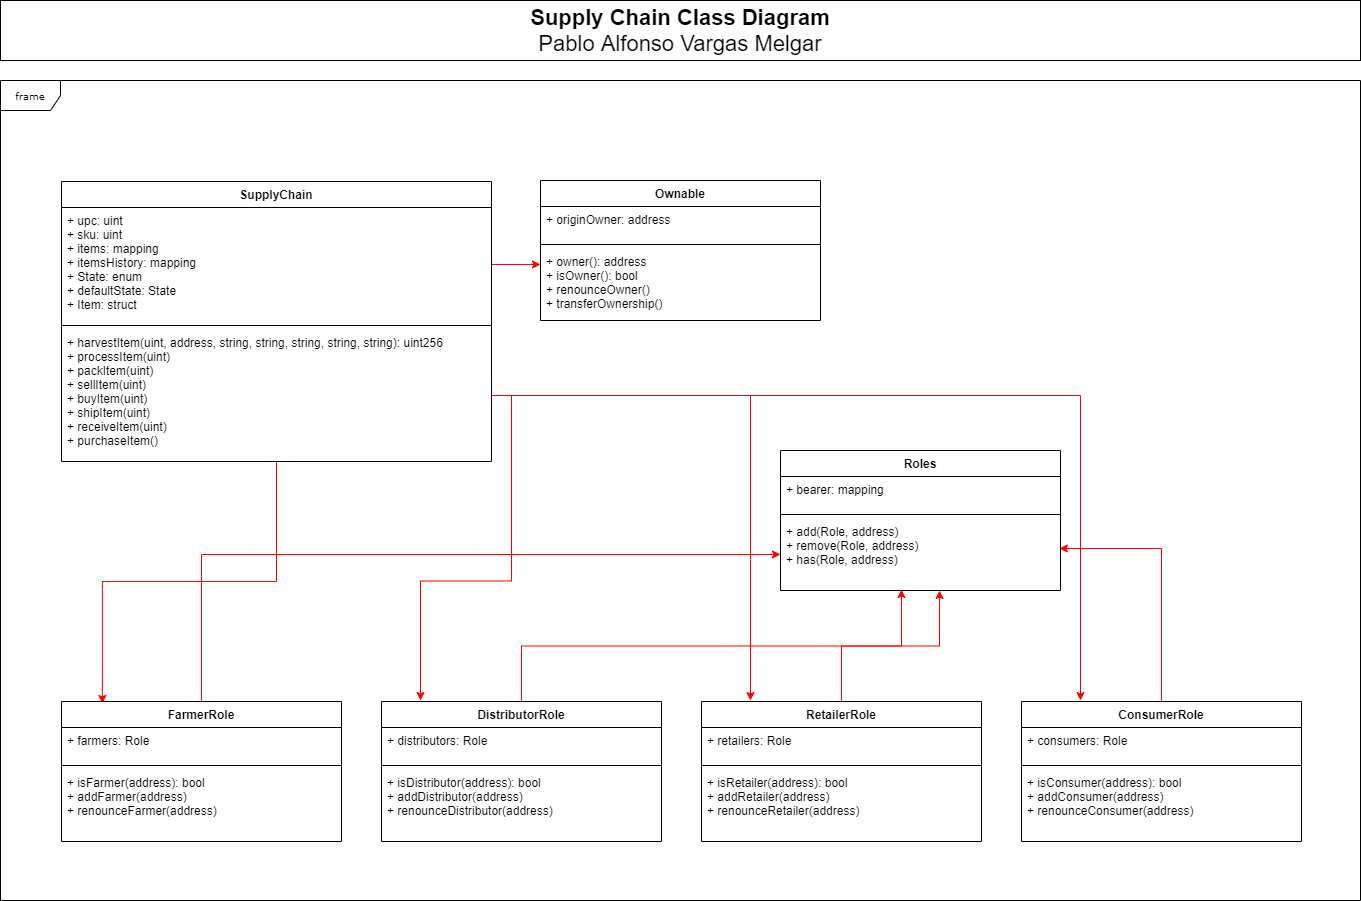 Supply Chain Class Diagram
Pablo Alfonso Vargas Melgar
frame
SupplyChain
+ upc: uint
+ sku: uint
+ items: mapping
+ itemsHistory: mapping
+ State: enum
+ defaultState: State
+ Item: struct
+ harvestItem(uint, address, string, string, string, string, string): uint256
+ processItem(uint)
+ packItem(uint)
+ sellItem(uint)
+ buyItem(uint)
+ shipItem(uint)
+ receiveItem(uint)
+ purchaseItem()
Ownable
+ originOwner: address
+ owner(): address
+ isOwner(): bool
+ renounceOwner()
+ transferOwnership()
Roles
+ bearer: mapping
+ add(Role, address)
+ remove(Role, address)
+ has(Role, address)
FarmerRole
+ farmers: Role
+ isFarmer(address): bool
+ addFarmer(address)
+ renounceFarmer(address)
DistributorRole
+ distributors: Role
+ isDistributor(address): bool
+ addDistributor(address)
+ renounceDistributor(address)
RetailerRole
+ retailers: Role
+ isRetailer(address): bool
+ addRetailer(address)
+ renounceRetailer(address)
ConsumerRole
+ consumers: Role
+ isConsumer(address): bool
+ addConsumer(address)
+ renounceConsumer(address)